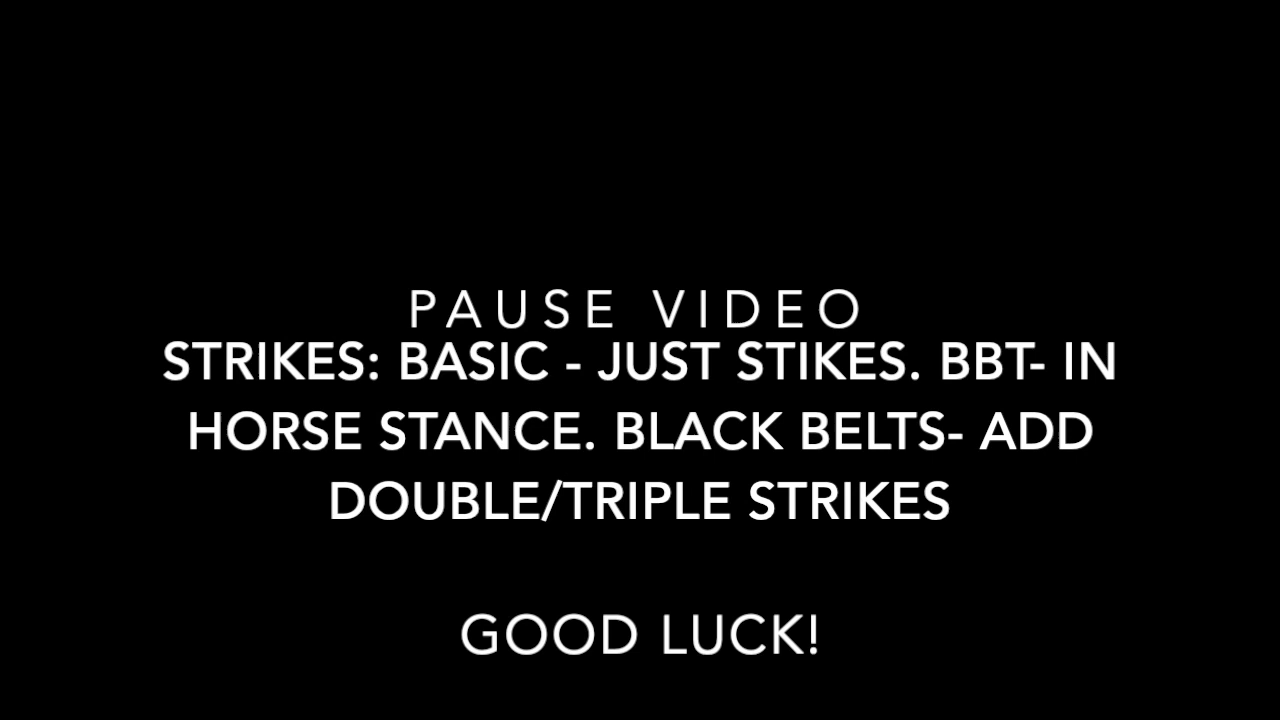 PAUSE VIDEO
STRIKES: BASIC - JUST STIKES. BBT- IN
HORSE STANCE. BLACK BELTS- ADD
DOUBLE/TRIPLE STRIKES
GOOD LUCK!